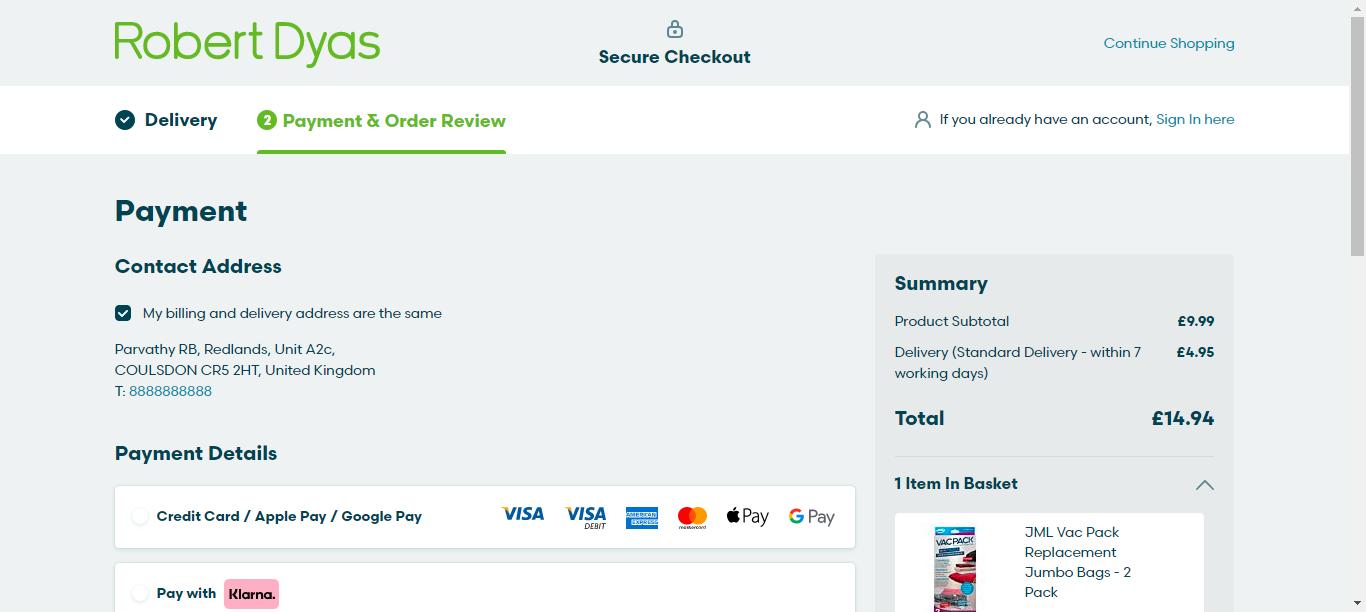 Robert Dyas
Secure Checkout
Continue Shopping
Delivery
2 Payment & Order Review
If you already have an account, Sign In here
Payment
Contact Address
My billing and delivery address are the same
Parvathy RB, Redlands, Unit A2c,
COULSDON CR5 2HT, United Kingdom
T: 8888888888
Payment Details
Credit Card / Apple Pay / Google Pay
VISA
VISA
DEBIT
AMERICAN
EXPRESS
mastercard
Pay
G Pay
Pay with Klarna.
Summary
Product Subtotal £9.99
Delivery (Standard Delivery - within 7 £4.95
working days)
Total £14.94
1 Item In Basket
VACPACK
JML Vac Pack
Replacement
Jumbo Bags - 2
Pack